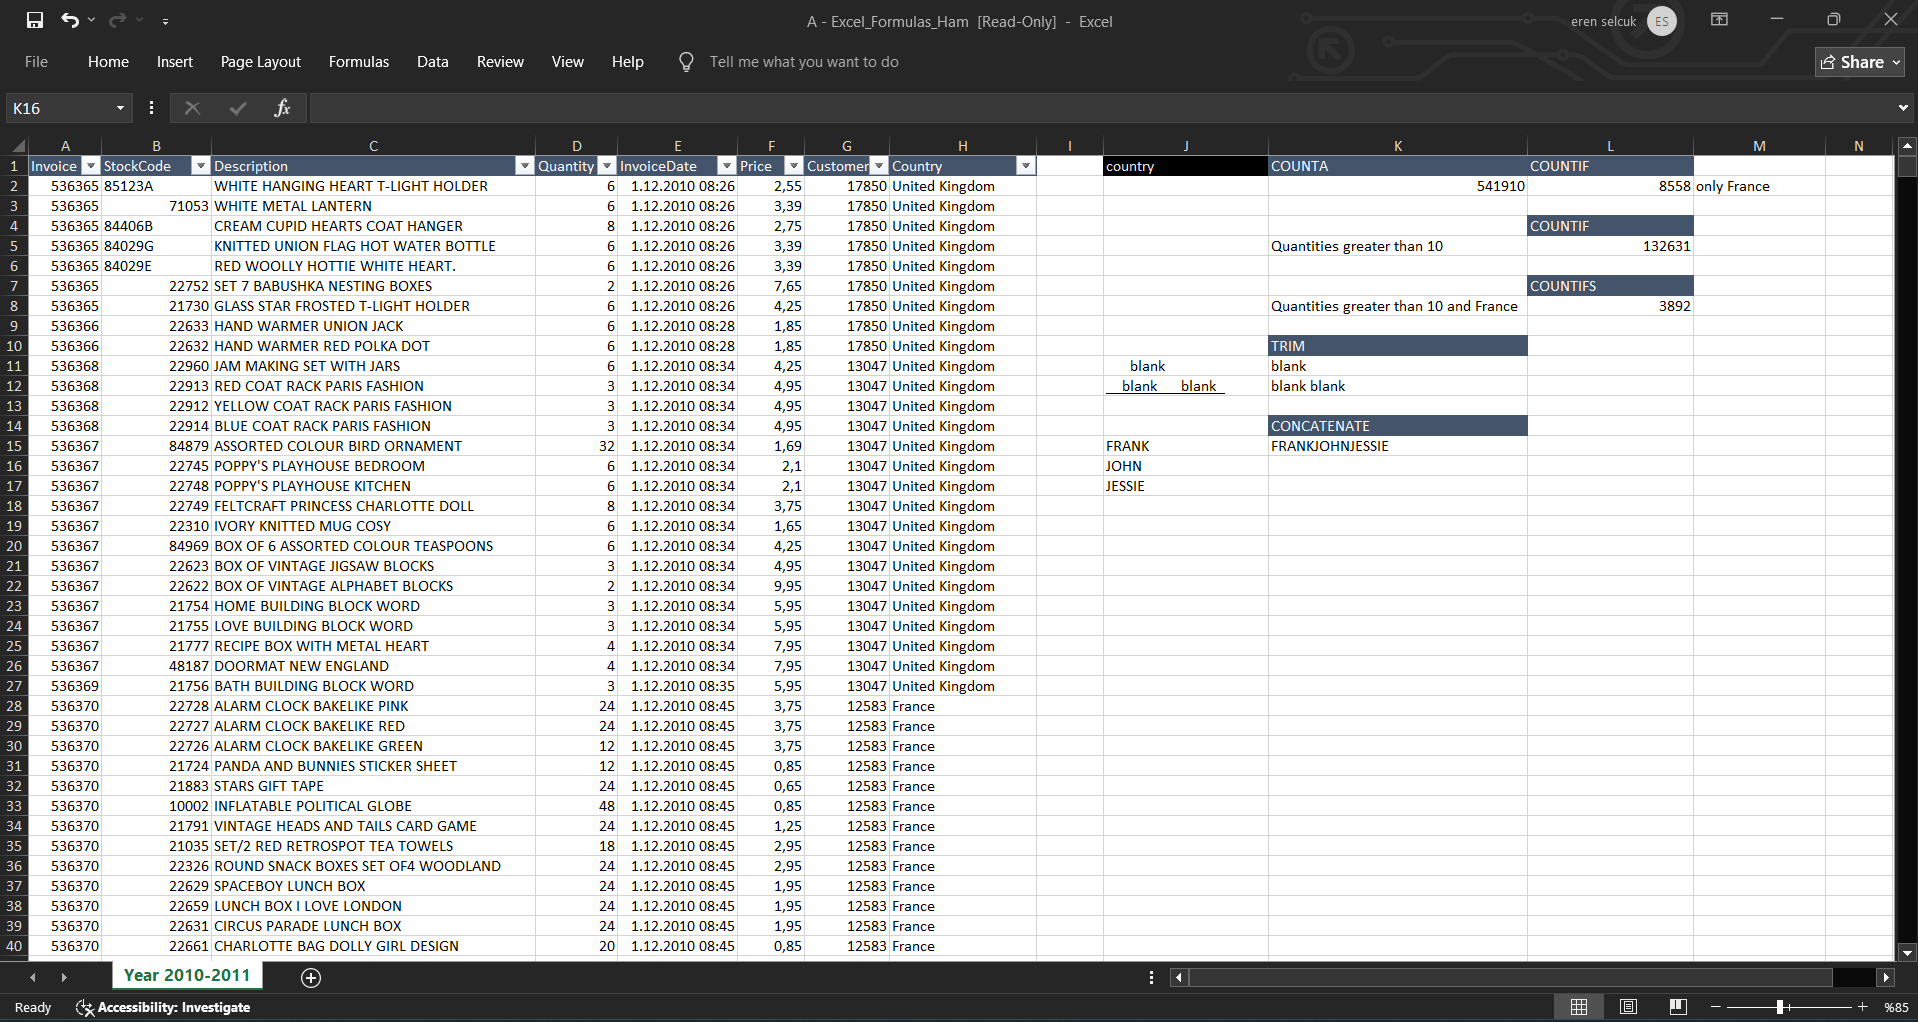 A - Excel_Formulas_Ham [Read-Only] - Excel
eren selcuk ES
File Home Insert Page Layout Formulas Data Review View Help Tell me what you want to do Share
K16 fx
A B C D E F G H I J K L M N
1 Invoice StockCode Description Quantity InvoiceDate Price Customer Country country COUNTA COUNTIF
2 536365 85123A WHITE HANGING HEART T-LIGHT HOLDER 6 1.12.2010 08:26 2,55 17850 United Kingdom 541910 8558 only France
3 536365 71053 WHITE METAL LANTERN 6 1.12.2010 08:26 3,39 17850 United Kingdom
4 536365 84406B CREAM CUPID HEARTS COAT HANGER 8 1.12.2010 08:26 2,75 17850 United Kingdom COUNTIF
5 536365 84029G KNITTED UNION FLAG HOT WATER BOTTLE 6 1.12.2010 08:26 3,39 17850 United Kingdom Quantities greater than 10 132631
6 536365 84029E RED WOOLLY HOTTIE WHITE HEART. 6 1.12.2010 08:26 3,39 17850 United Kingdom
7 536365 22752 SET 7 BABUSHKA NESTING BOXES 2 1.12.2010 08:26 7,65 17850 United Kingdom COUNTIFS
8 536365 21730 GLASS STAR FROSTED T-LIGHT HOLDER 6 1.12.2010 08:26 4,25 17850 United Kingdom Quantities greater than 10 and France 3892
9 536366 22633 HAND WARMER UNION JACK 6 1.12.2010 08:28 1,85 17850 United Kingdom
10 536366 22632 HAND WARMER RED POLKA DOT 6 1.12.2010 08:28 1,85 17850 United Kingdom TRIM
11 536368 22960 JAM MAKING SET WITH JARS 6 1.12.2010 08:34 4,25 13047 United Kingdom blank blank
12 536368 22913 RED COAT RACK PARIS FASHION 3 1.12.2010 08:34 4,95 13047 United Kingdom blank blank blank blank
13 536368 22912 YELLOW COAT RACK PARIS FASHION 3 1.12.2010 08:34 4,95 13047 United Kingdom
14 536368 22914 BLUE COAT RACK PARIS FASHION 3 1.12.2010 08:34 4,95 13047 United Kingdom CONCATENATE
15 536367 84879 ASSORTED COLOUR BIRD ORNAMENT 32 1.12.2010 08:34 1,69 13047 United Kingdom FRANK FRANKJOHNJESSIE
16 536367 22745 POPPY'S PLAYHOUSE BEDROOM 6 1.12.2010 08:34 2,1 13047 United Kingdom JOHN
17 536367 22748 POPPY'S PLAYHOUSE KITCHEN 6 1.12.2010 08:34 2,1 13047 United Kingdom JESSIE
18 536367 22749 FELTCRAFT PRINCESS CHARLOTTE DOLL 8 1.12.2010 08:34 3,75 13047 United Kingdom
19 536367 22310 IVORY KNITTED MUG COSY 6 1.12.2010 08:34 1,65 13047 United Kingdom
20 536367 84969 BOX OF 6 ASSORTED COLOUR TEASPOONS 6 1.12.2010 08:34 4,25 13047 United Kingdom
21 536367 22623 BOX OF VINTAGE JIGSAW BLOCKS 3 1.12.2010 08:34 4,95 13047 United Kingdom
22 536367 22622 BOX OF VINTAGE ALPHABET BLOCKS 2 1.12.2010 08:34 9,95 13047 United Kingdom
23 536367 21754 HOME BUILDING BLOCK WORD 3 1.12.2010 08:34 5,95 13047 United Kingdom
24 536367 21755 LOVE BUILDING BLOCK WORD 3 1.12.2010 08:34 5,95 13047 United Kingdom
25 536367 21777 RECIPE BOX WITH METAL HEART 4 1.12.2010 08:34 7,95 13047 United Kingdom
26 536367 48187 DOORMAT NEW ENGLAND 4 1.12.2010 08:34 7,95 13047 United Kingdom
27 536369 21756 BATH BUILDING BLOCK WORD 3 1.12.2010 08:35 5,95 13047 United Kingdom
28 536370 22728 ALARM CLOCK BAKELIKE PINK 24 1.12.2010 08:45 3,75 12583 France
29 536370 22727 ALARM CLOCK BAKELIKE RED 24 1.12.2010 08:45 3,75 12583 France
30 536370 22726 ALARM CLOCK BAKELIKE GREEN 12 1.12.2010 08:45 3,75 12583 France
31 536370 21724 PANDA AND BUNNIES STICKER SHEET 12 1.12.2010 08:45 0,85 12583 France
32 536370 21883 STARS GIFT TAPE 24 1.12.2010 08:45 0,65 12583 France
33 536370 10002 INFLATABLE POLITICAL GLOBE 48 1.12.2010 08:45 0,85 12583 France
34 536370 21791 VINTAGE HEADS AND TAILS CARD GAME 24 1.12.2010 08:45 1,25 12583 France
35 536370 21035 SET/2 RED RETROSPOT TEA TOWELS 18 1.12.2010 08:45 2,95 12583 France
36 536370 22326 ROUND SNACK BOXES SET OF4 WOODLAND 24 1.12.2010 08:45 2,95 12583 France
37 536370 22629 SPACEBOY LUNCH BOX 24 1.12.2010 08:45 1,95 12583 France
38 536370 22659 LUNCH BOX I LOVE LONDON 24 1.12.2010 08:45 1,95 12583 France
39 536370 22631 CIRCUS PARADE LUNCH BOX 24 1.12.2010 08:45 1,95 12583 France
40 536370 22661 CHARLOTTE BAG DOLLY GIRL DESIGN 20 1.12.2010 08:45 0,85 12583 France
Year 2010-2011
Ready Accessibility: Investigate %85